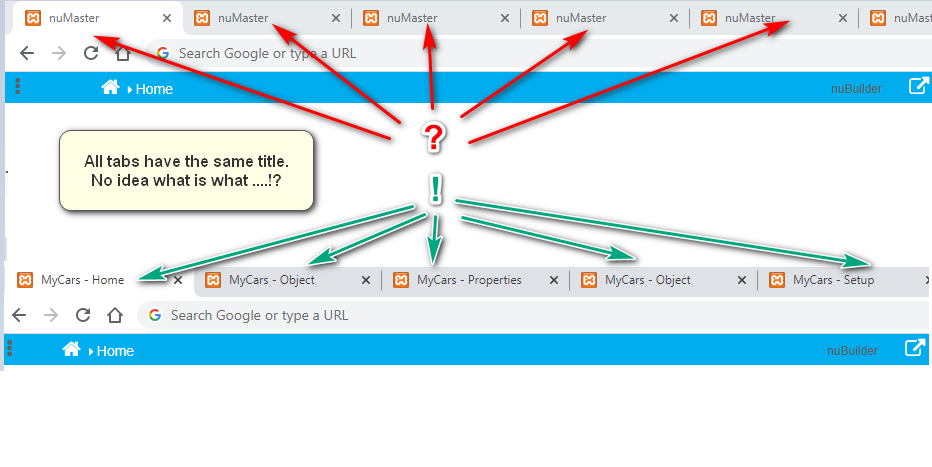 nuMaster
nuMaster
nuMaster
nuMaster
nuMaster
nuMast
Search Google or type a URL
Home
nuBuilder
?
All tabs have the same title.
No idea what is what ....!?
!
MyCars - Home
MyCars - Object
MyCars - Properties
MyCars - Object
MyCars - Setup
Search Google or type a URL
Home
nuBuilder